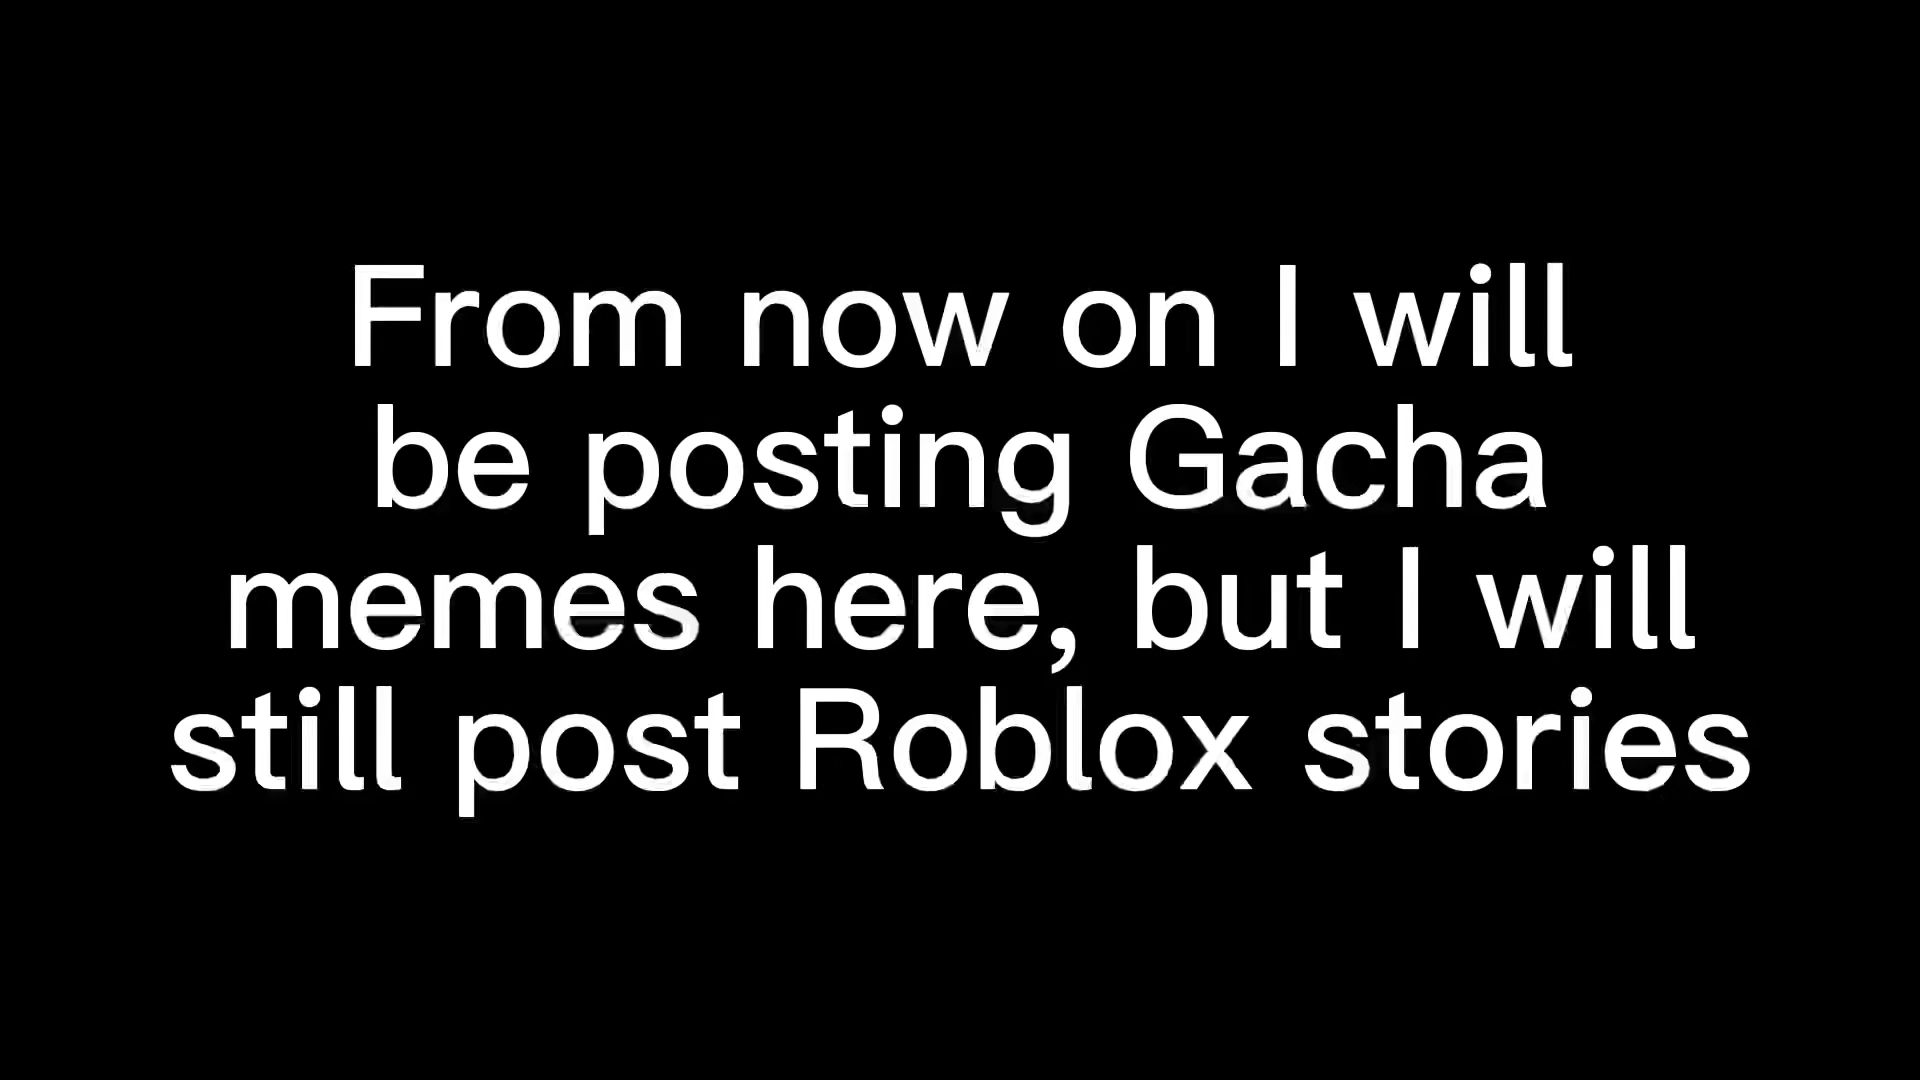 From now on I will
be posting Gacha
memes here, but I will
still post Roblox stories